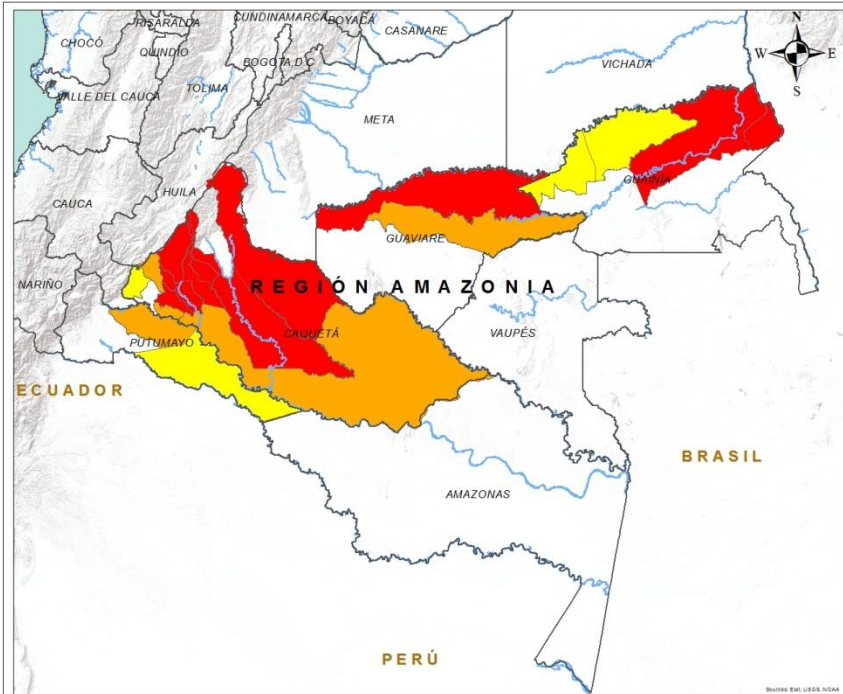 RISARALDA
CUNDINAMARCA
BOYACÁ
CASANARE
N
W
E
S
CHOCÓ
QUINDIO
BOGOTA D.C
VICHADA
TOLIMA
VALLE DEL CAUCA
META
HUILA
CAUCA
GUAINIA
GUAVIARE
NARIÑO
REGIÓN AMAZONIA
CAQUETÁ
VAUPÉS
PUTUMAYO
ECUADOR
BRASIL
AMAZONAS
PERÚ
Sources: Esri, USGS, NOAA